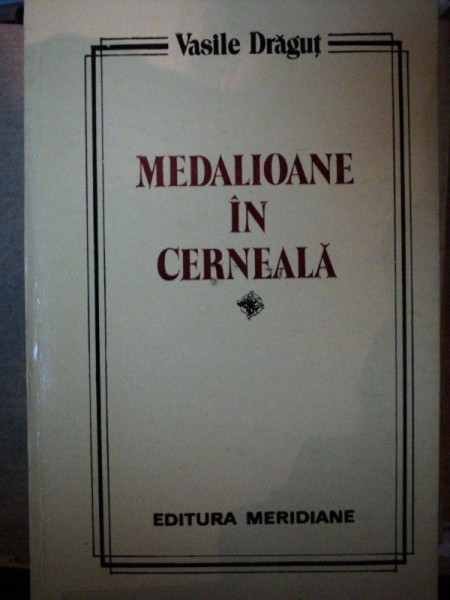 Vasile Drăguț
MEDALIOANE
ÎN
CERNEALĂ
EDITURA MERIDIANE